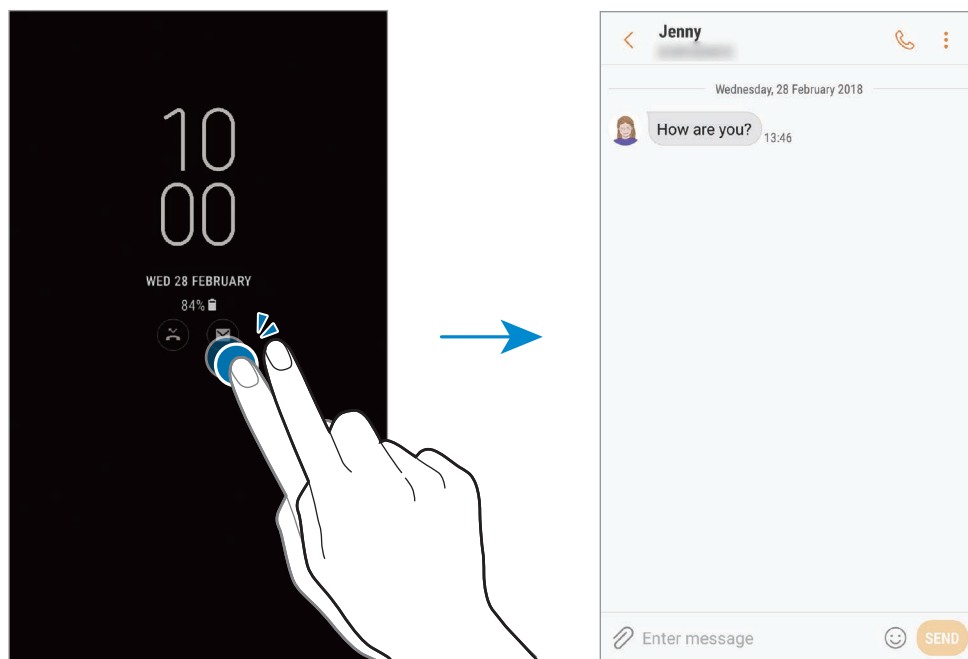 10
00
WED 28 FEBRUARY
84%
Jenny
Wednesday, 28 February 2018
How are you?
13:46
Enter message
SEND